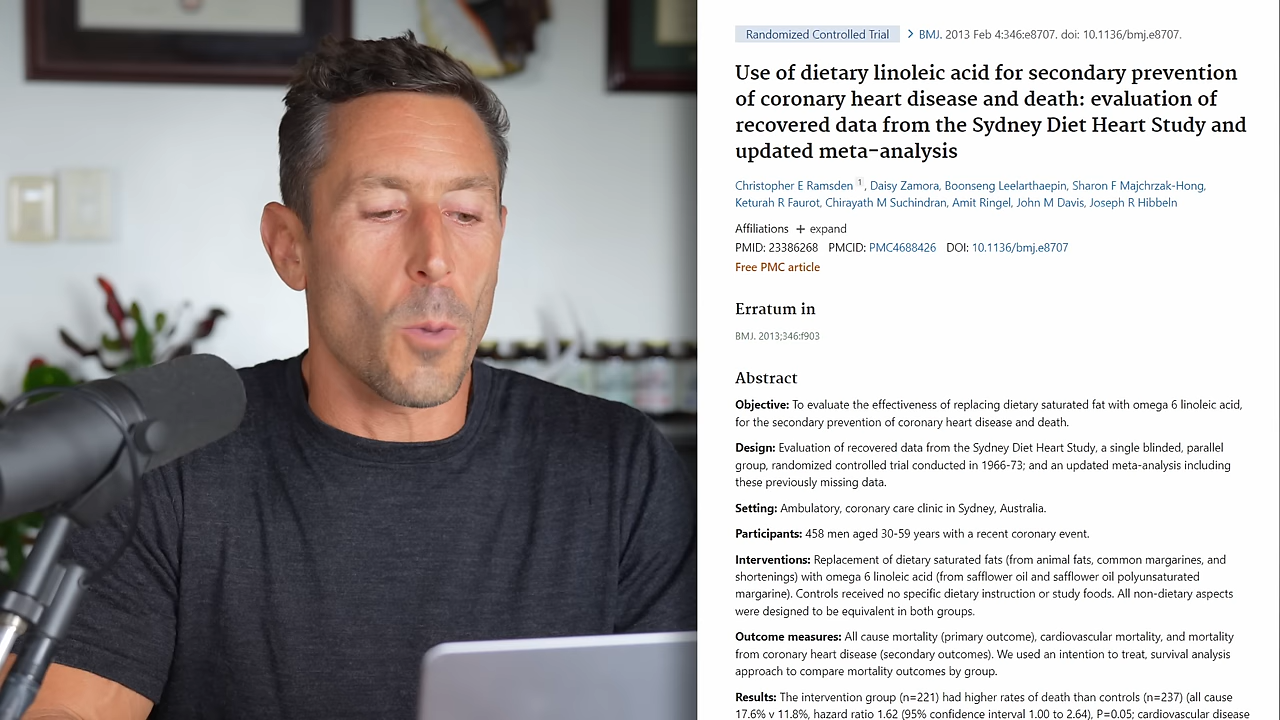 Randomized Controlled Trial > BMJ. 2013 Feb 4:346:e8707. doi: 10.1136/bmj.e8707.
Use of dietary linoleic acid for secondary prevention
of coronary heart disease and death: evaluation of
recovered data from the Sydney Diet Heart Study and
updated meta-analysis
Christopher E Ramsden 1, Daisy Zamora, Boonseng Leelarthaepin, Sharon F Majchrzak-Hong,
Keturah R Faurot, Chirayath M Suchindran, Amit Ringel, John M Davis, Joseph R Hibbeln
Affiliations + expand
PMID: 23386268 PMCID: PMC4688426 DOI: 10.1136/bmj.e8707
Free PMC article
Erratum in
BMJ. 2013;346:f903
Abstract
Objective: To evaluate the effectiveness of replacing dietary saturated fat with omega 6 linoleic acid,
for the secondary prevention of coronary heart disease and death.
Design: Evaluation of recovered data from the Sydney Diet Heart Study, a single blinded, parallel
group, randomized controlled trial conducted in 1966-73; and an updated meta-analysis including
these previously missing data.
Setting: Ambulatory, coronary care clinic in Sydney, Australia.
Participants: 458 men aged 30-59 years with a recent coronary event.
Interventions: Replacement of dietary saturated fats (from animal fats, common margarines, and
shortenings) with omega 6 linoleic acid (from safflower oil and safflower oil polyunsaturated
margarine). Controls received no specific dietary instruction or study foods. All non-dietary aspects
were designed to be equivalent in both groups.
Outcome measures: All cause mortality (primary outcome), cardiovascular mortality, and mortality
from coronary heart disease (secondary outcomes). We used an intention to treat, survival analysis
approach to compare mortality outcomes by group.
Results: The intervention group (n=221) had higher rates of death than controls (n=237) (all cause
17.6% v 11.8%, hazard ratio 1.62 (95% confidence interval 1.00 to 2.64), P=0.05; cardiovascular disease